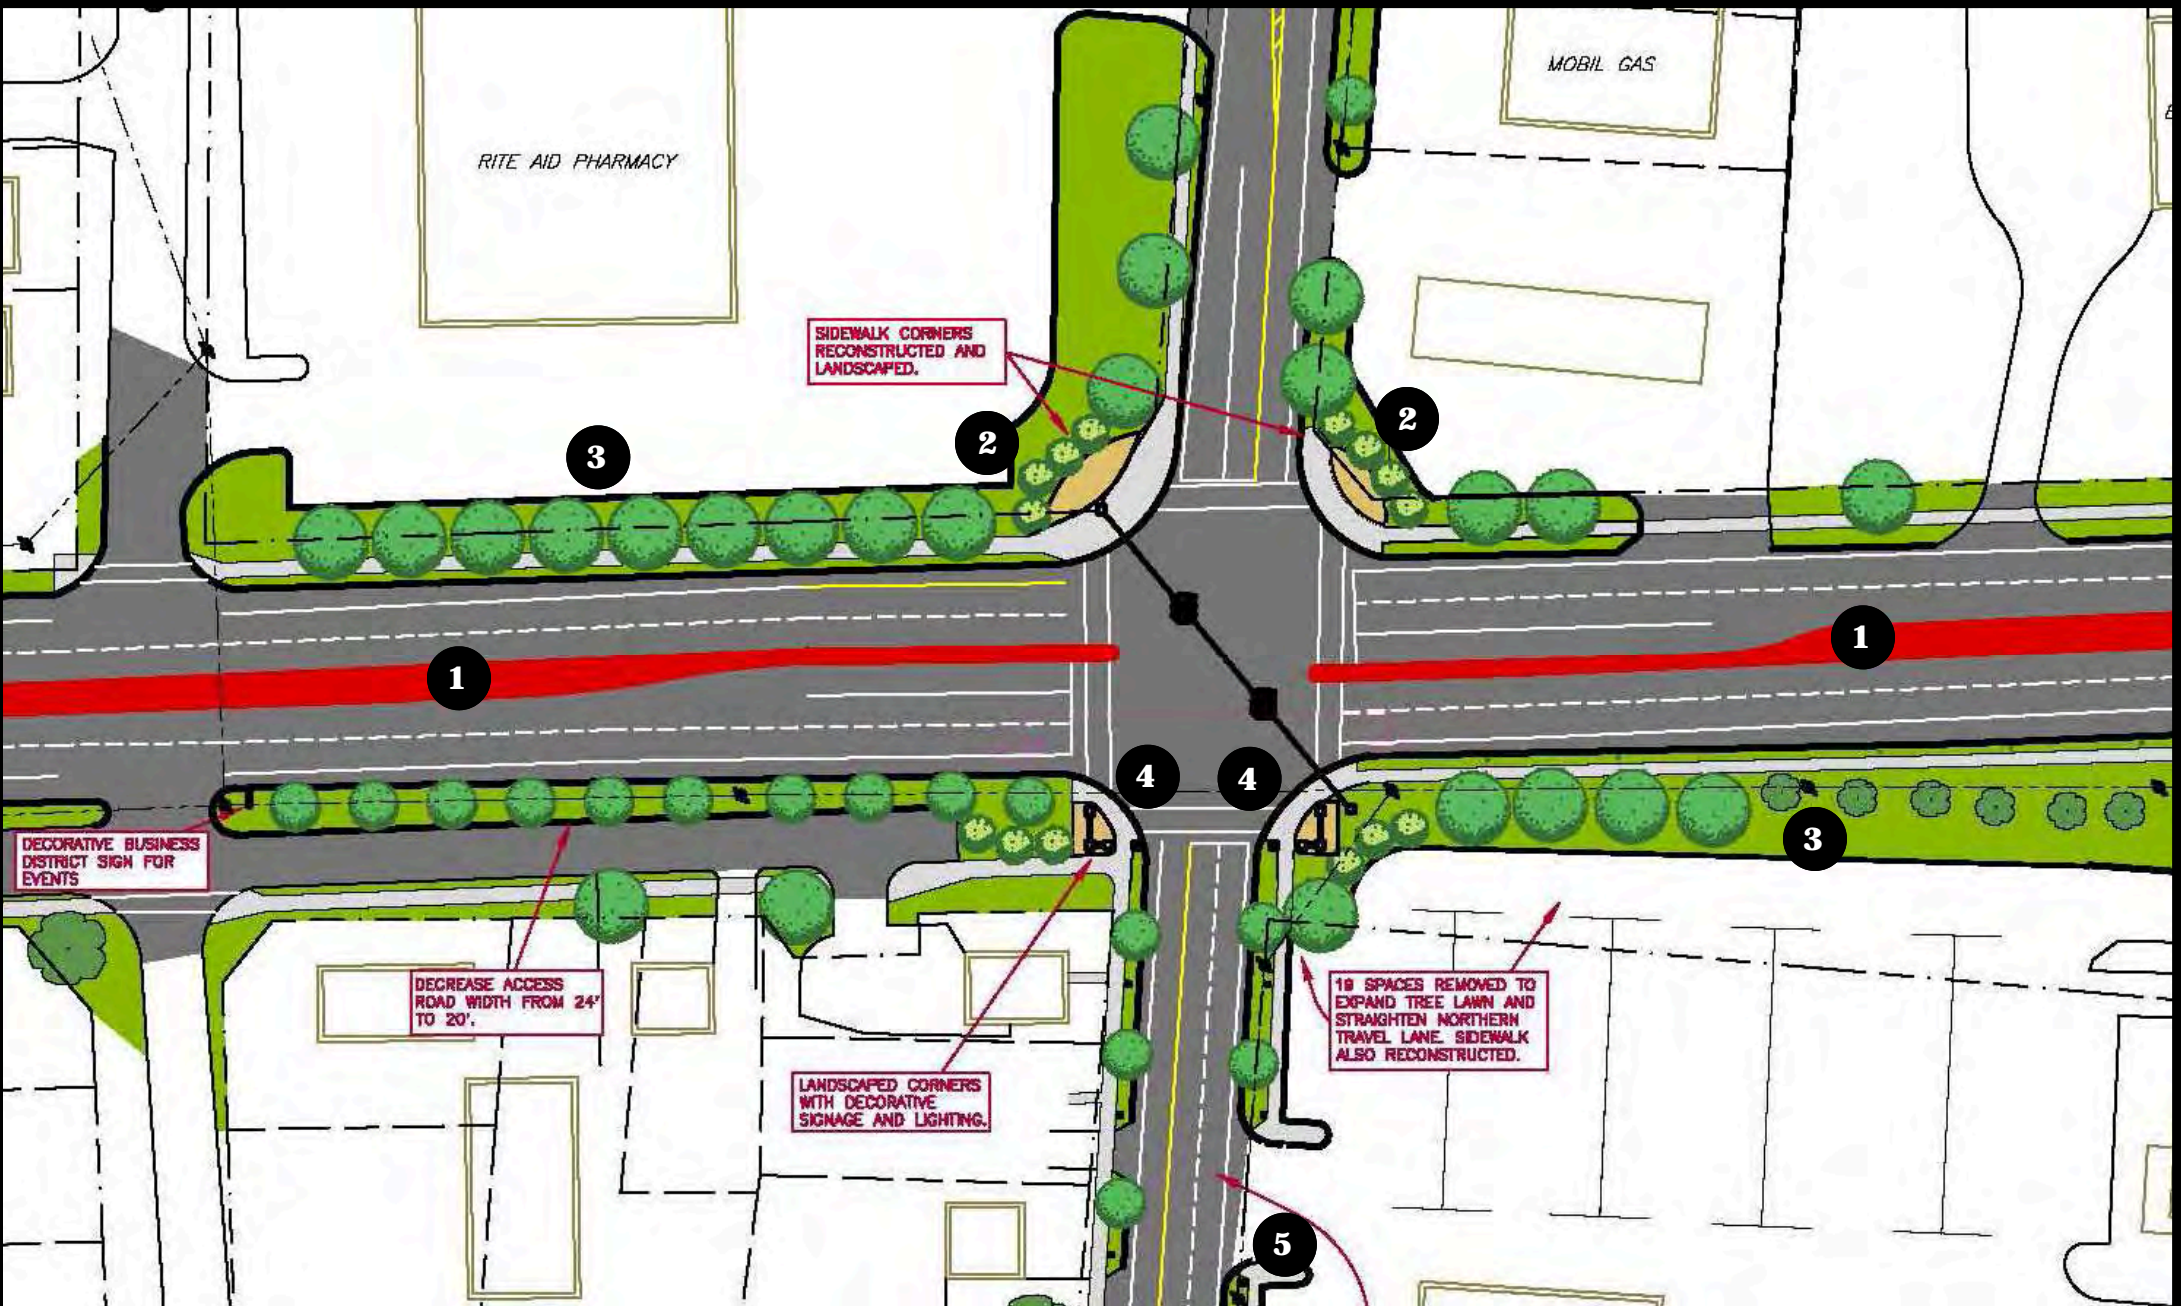 MOBIL GAS
RITE AID PHARMACY
SIDEWALK CORNERS
RECONSTRUCTED AND
LANDSCAPED.
2
2
3
1
1
4
4
3
DECORATIVE BUSINESS
DISTRICT SIGN FOR
EVENTS
DECREASE ACCESS
ROAD WIDTH FROM 24'
TO 20'.
19 SPACES REMOVED TO
EXPAND TREE LAWN AND
STRAIGHTEN NORTHERN
TRAVEL LANE. SIDEWALK
ALSO RECONSTRUCTED.
LANDSCAPED CORNERS
WITH DECORATIVE
SIGNAGE AND LIGHTING.
5